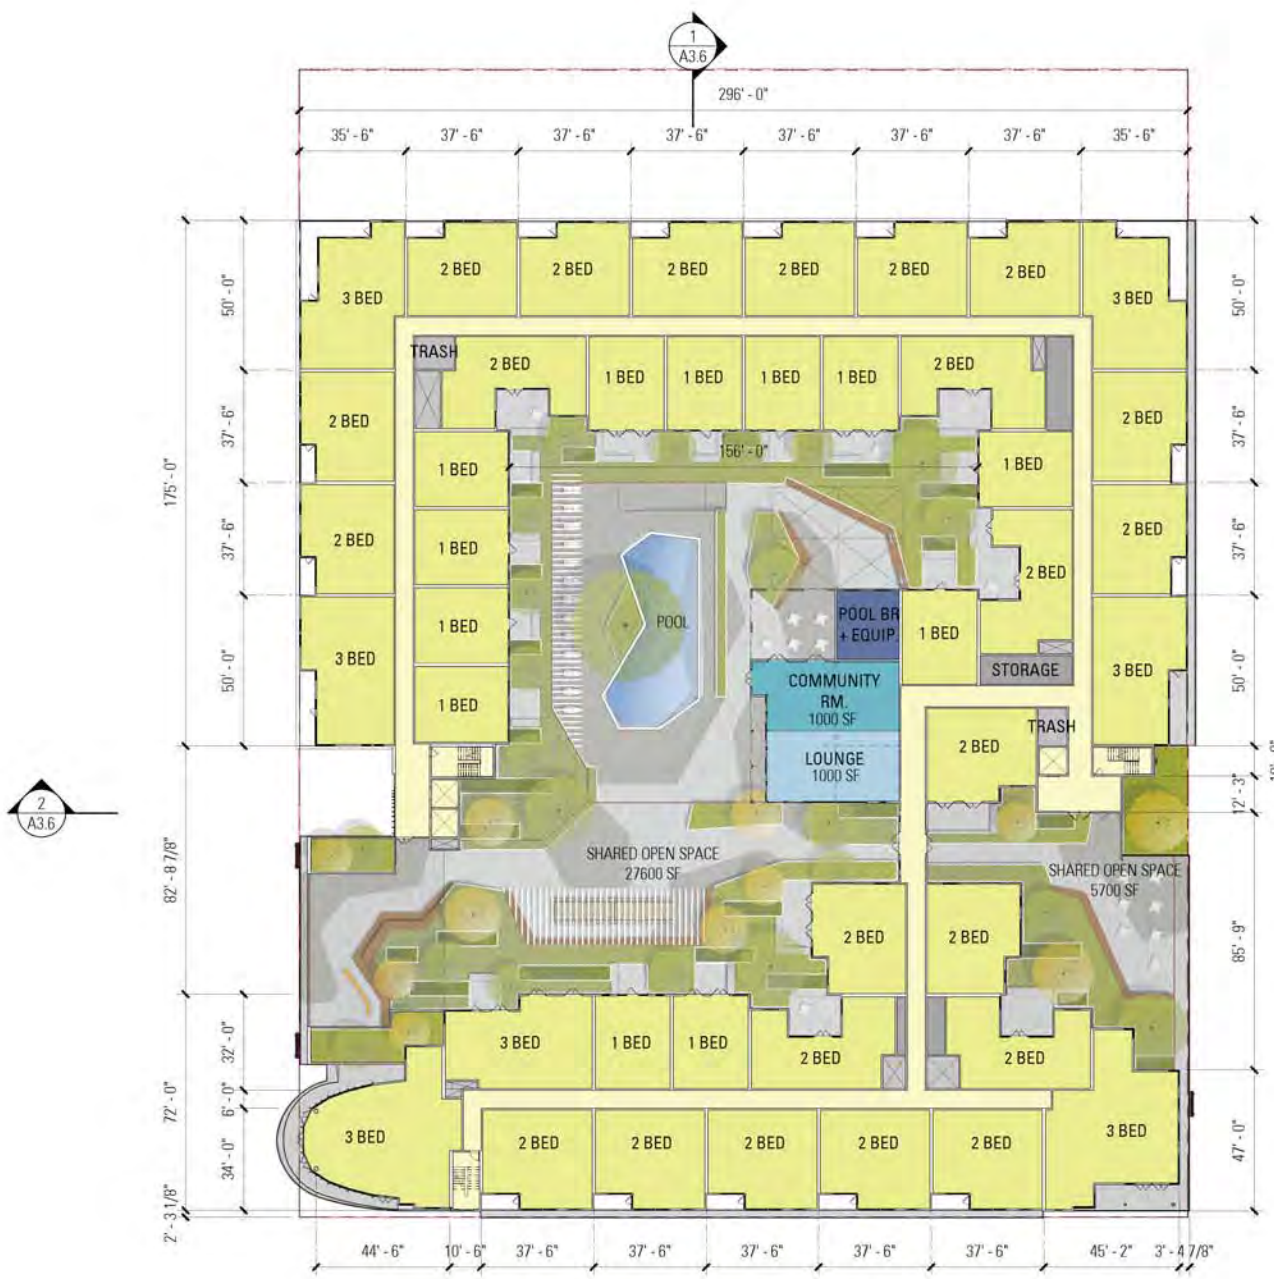 1
A3.6
296' - 0"
35' - 6" 37' - 6" 37' - 6" 37' - 6" 37' - 6" 37' - 6" 37' - 6" 35' - 6"
2 BED 2 BED 2 BED 2 BED 2 BED 2 BED
3 BED 3 BED
50' - 0" 50' - 0"
TRASH
2 BED 2 BED
1 BED 1 BED 1 BED 1 BED
2 BED 2 BED
37' - 6" 37' - 6"
156' - 0"
1 BED 1 BED
175' - 0"
2 BED 1 BED 2 BED
37' - 6" 37' - 6"
2 BED
POOL
POOL BR
+ EQUIP.
1 BED 1 BED
3 BED 3 BED
50' - 0" 50' - 0"
STORAGE
COMMUNITY
RM.
1000 SF
1 BED
TRASH
2 BED
LOUNGE
1000 SF
12' - 3"
2
A3.6
82' - 8 7/8"
SHARED OPEN SPACE
27600 SF
SHARED OPEN SPACE
5700 SF
2 BED 2 BED
85' - 9"
32' - 0"
3 BED 1 BED 1 BED 2 BED 2 BED
72' - 0"
6' - 0"
3 BED 2 BED 2 BED 2 BED 2 BED 2 BED 3 BED
34' - 0" 47' - 0"
2' - 3 1/8"
44' - 6" 10' - 6" 37' - 6" 37' - 6" 37' - 6" 37' - 6" 37' - 6" 45' - 2" 3' - 4 7/8"